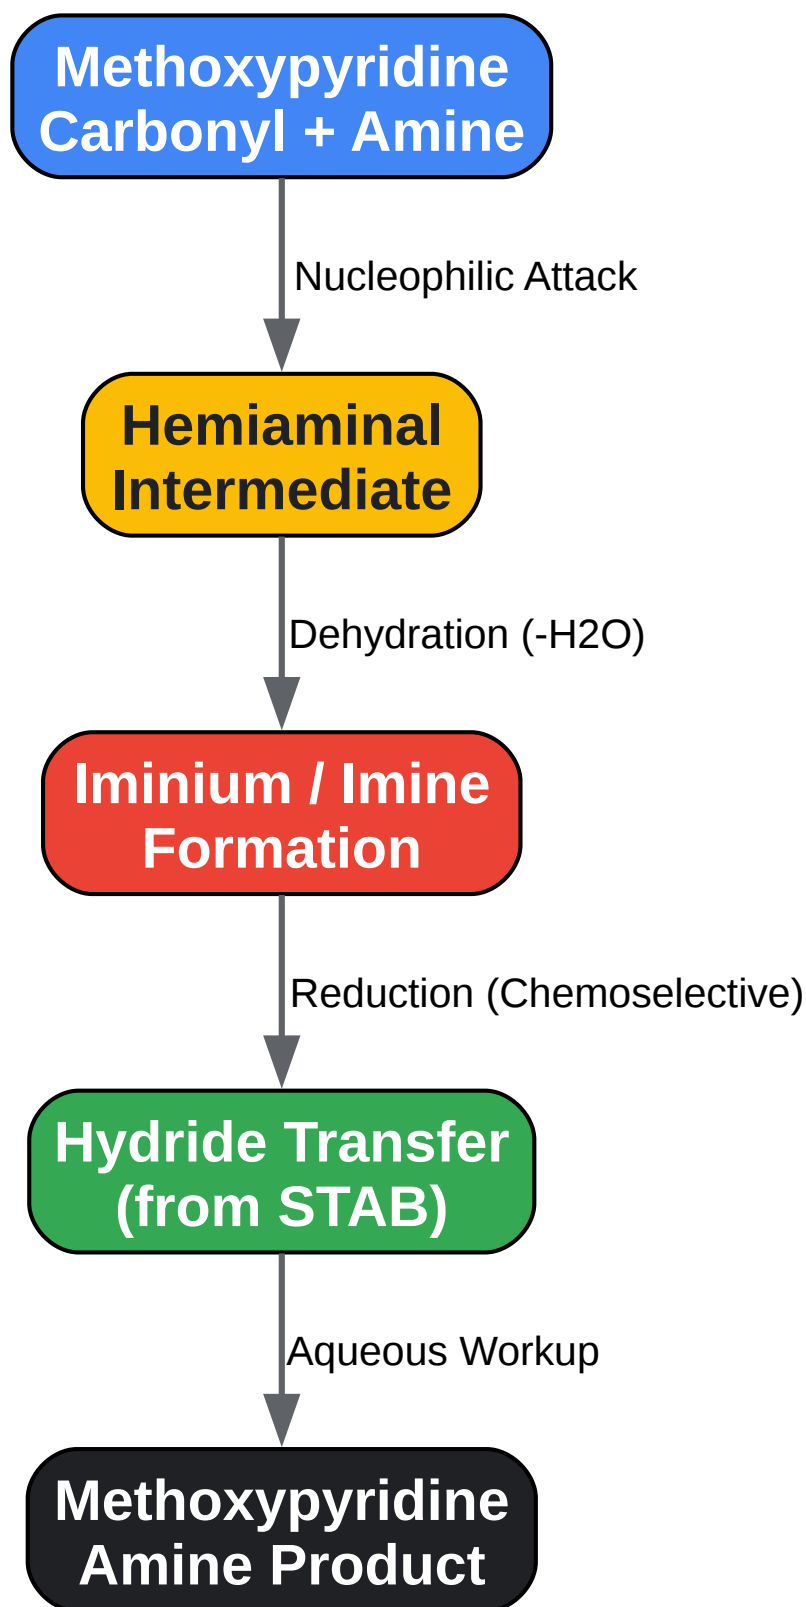 Methoxypyridine
Carbonyl + Amine
Nucleophilic Attack
Hemiaminal
Intermediate
Dehydration (-H2O)
Iminium / Imine
Formation
Reduction (Chemoselective)
Hydride Transfer
(from STAB)
Aqueous Workup
Methoxypyridine
Amine Product